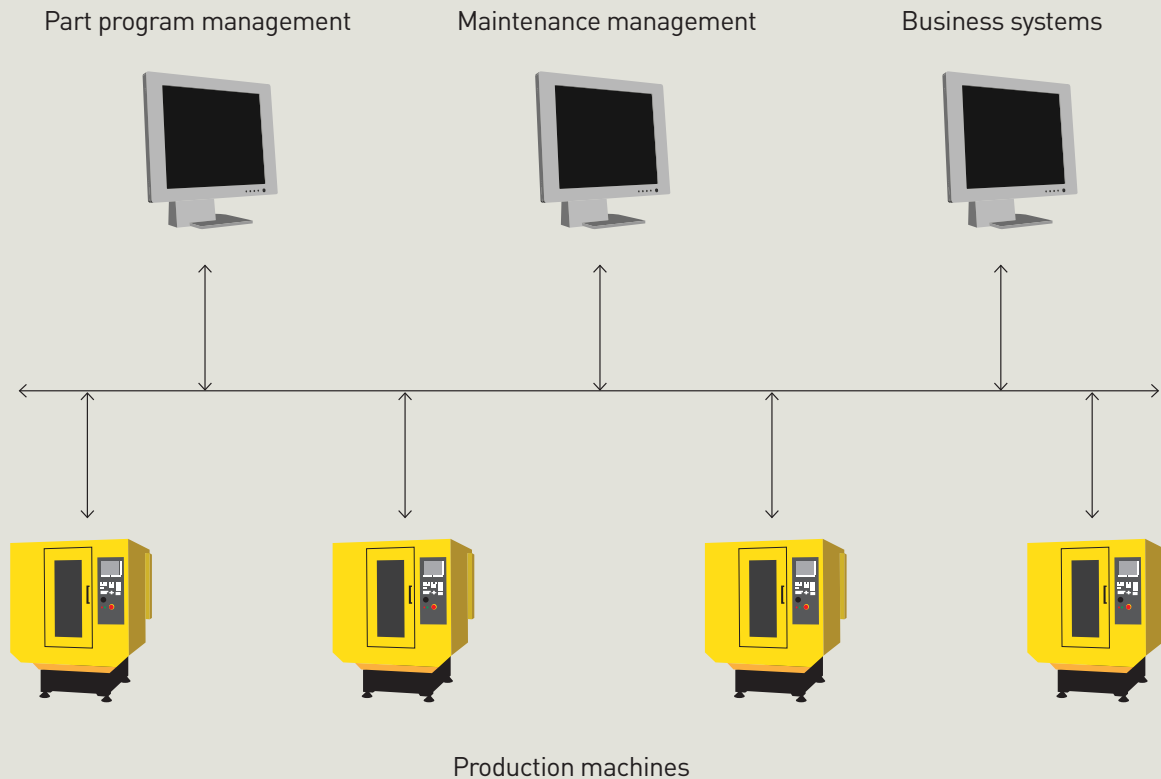 Part program management
Maintenance management
Business systems
Production machines